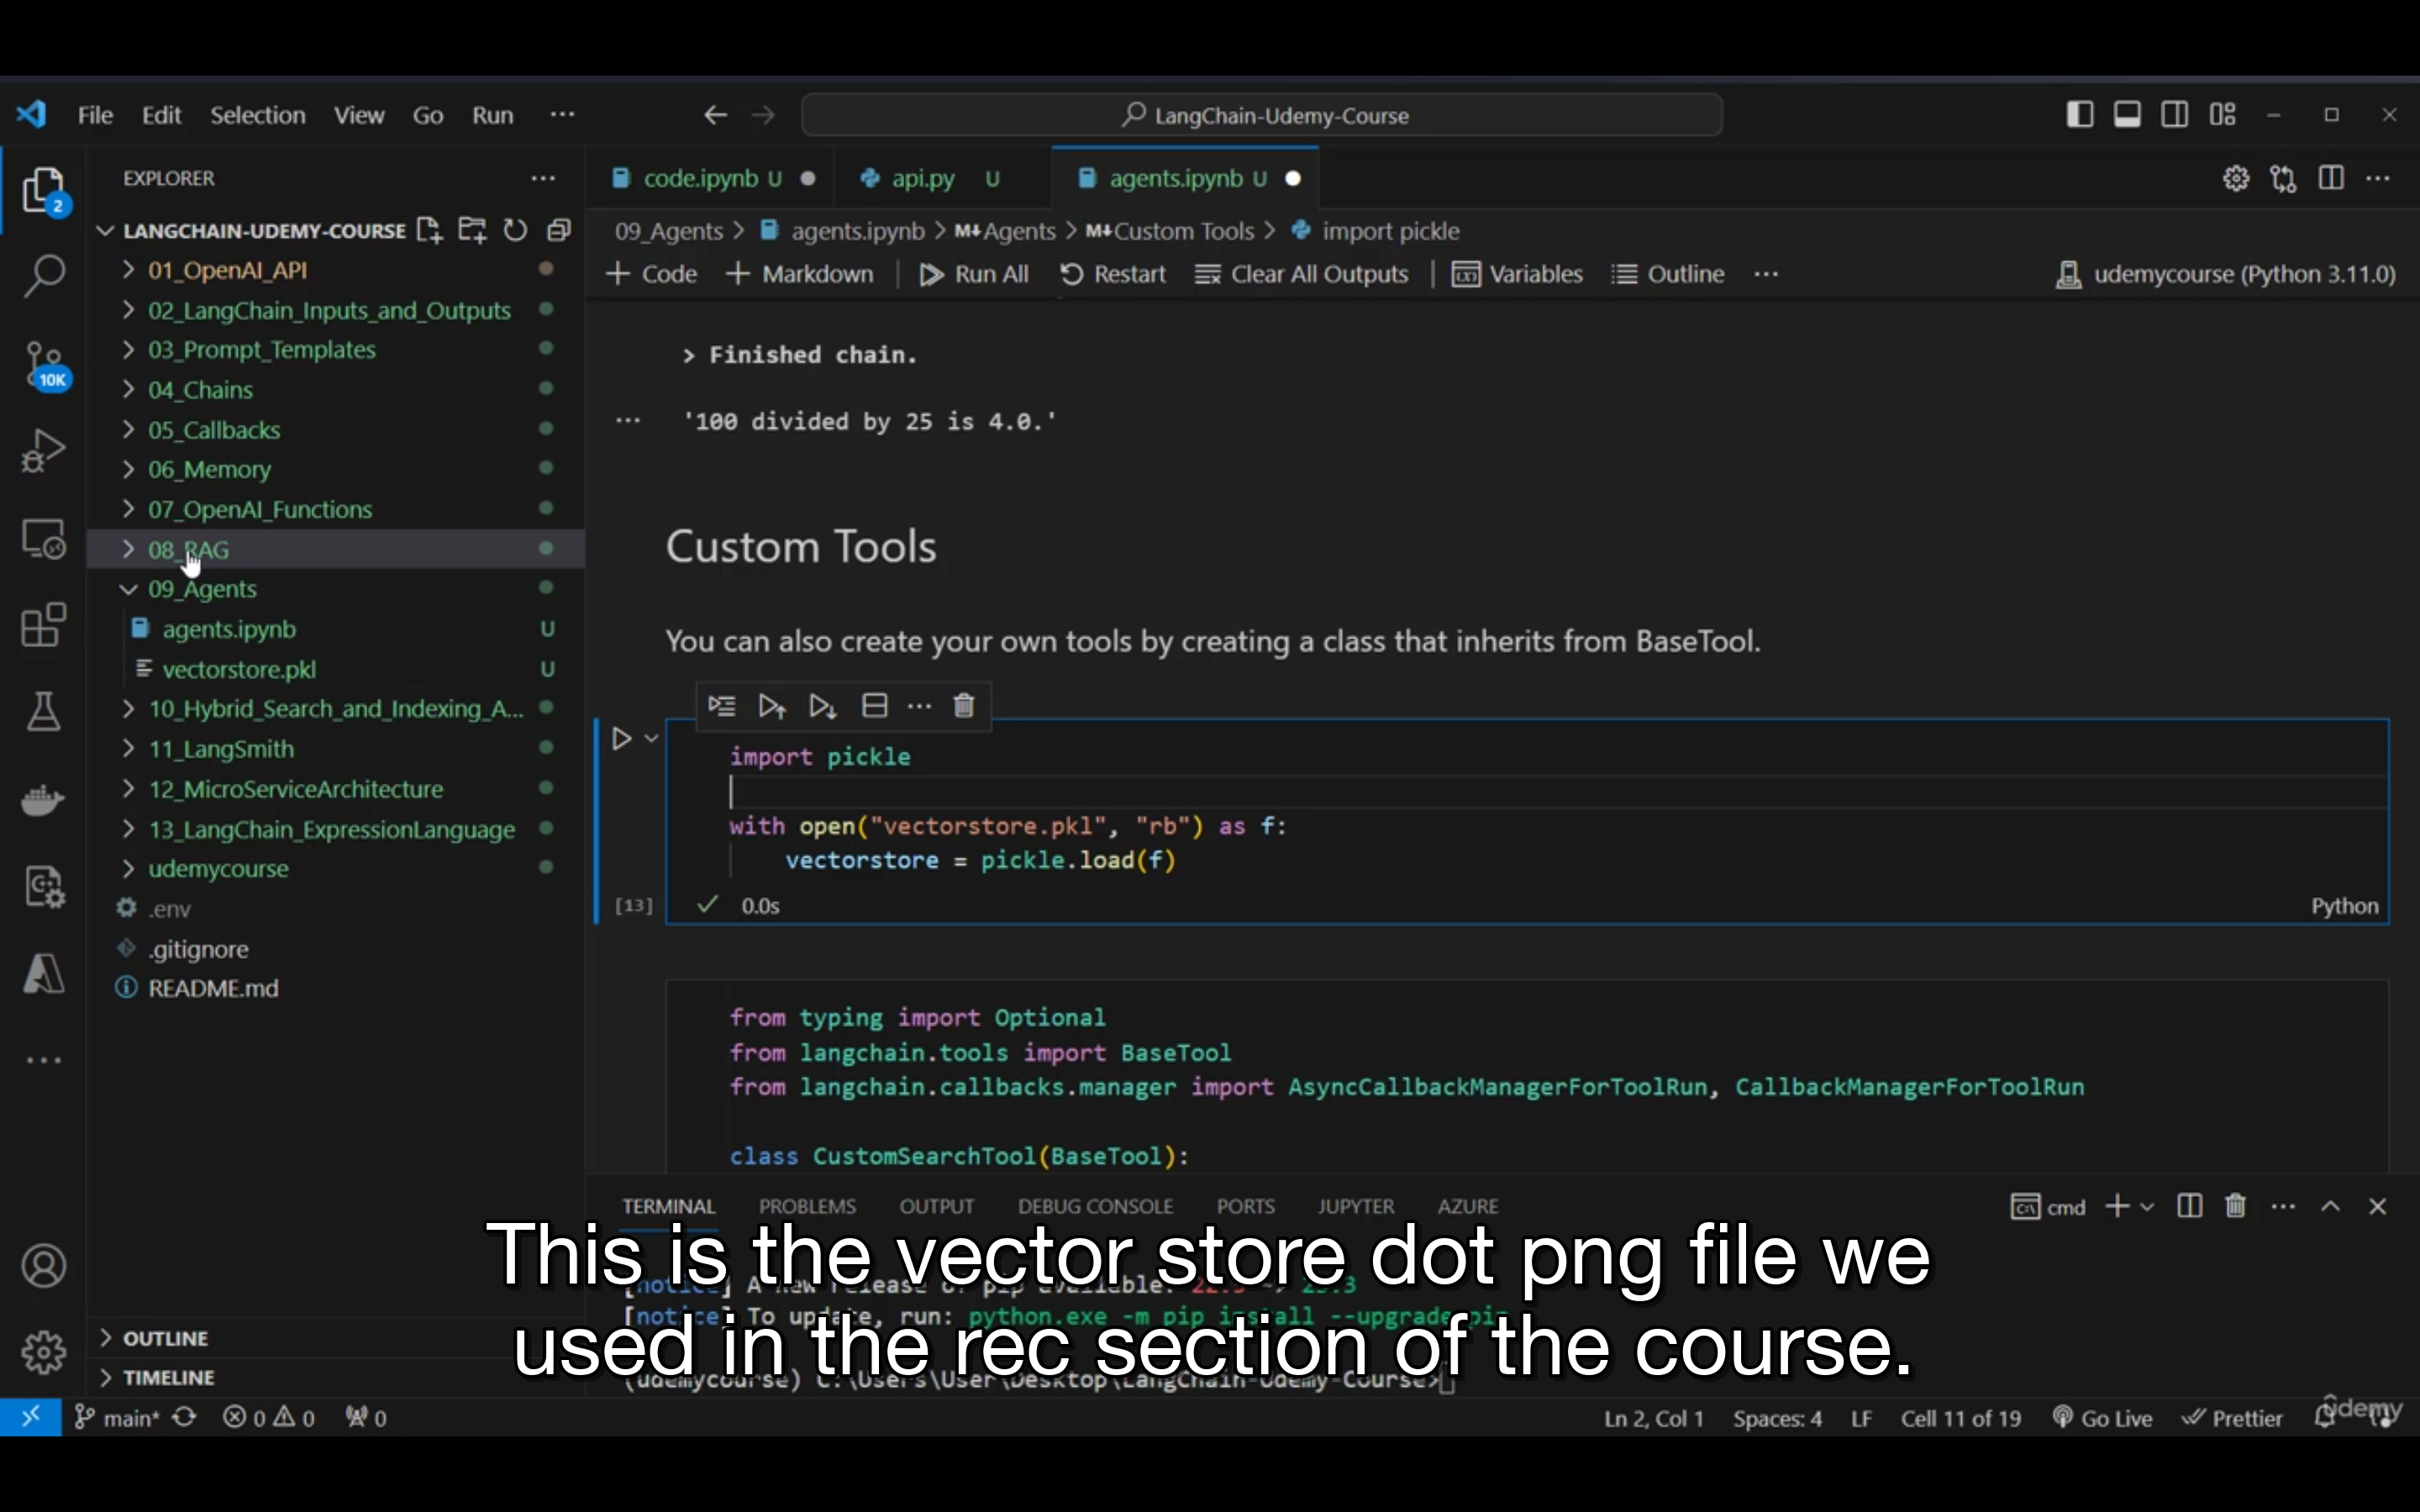 File Edit Selection View Go Run ···
LangChain-Udemy-Course
EXPLORER ···
2
10K
LANGCHAIN-UDEMY-COURSE
01_OpenAI_API
02_LangChain_Inputs_and_Outputs
03_Prompt_Templates
04_Chains
05_Callbacks
06_Memory
07_OpenAI_Functions
08_RAG
09_Agents
agents.ipynb U
vectorstore.pkl U
10_Hybrid_Search_and_Indexing_A...
11_LangSmith
12_MicroServiceArchitecture
13_LangChain_ExpressionLanguage
udemycourse
.env
.gitignore
README.md
OUTLINE
TIMELINE
code.ipynb U api.py U agents.ipynb U
09_Agents > agents.ipynb > M↓Agents > M↓Custom Tools > import pickle
+ Code + Markdown Run All Restart Clear All Outputs Variables Outline ··· udemycourse (Python 3.11.0)
> Finished chain.
··· '100 divided by 25 is 4.0.'
Custom Tools
You can also create your own tools by creating a class that inherits from BaseTool.
import pickle
with open("vectorstore.pkl", "rb") as f:
vectorstore = pickle.load(f)
[13] 0.0s Python
from typing import Optional
from langchain.tools import BaseTool
from langchain.callbacks.manager import AsyncCallbackManagerForToolRun, CallbackManagerForToolRun
class CustomSearchTool(BaseTool):
TERMINAL PROBLEMS OUTPUT DEBUG CONSOLE PORTS JUPYTER AZURE cmd
This is the vector store dot png file we
[notice] A new release of pip available:
[notice] To update, run: python.exe -m pip install --upgrade pip
used in the rec section of the course.
(udemycourse) C:\Users\User\Desktop\LangChain-Udemy-Course>
main* 0 0 0 Ln 2, Col 1 Spaces: 4 LF Cell 11 of 19 Go Live Prettier
ûdemy